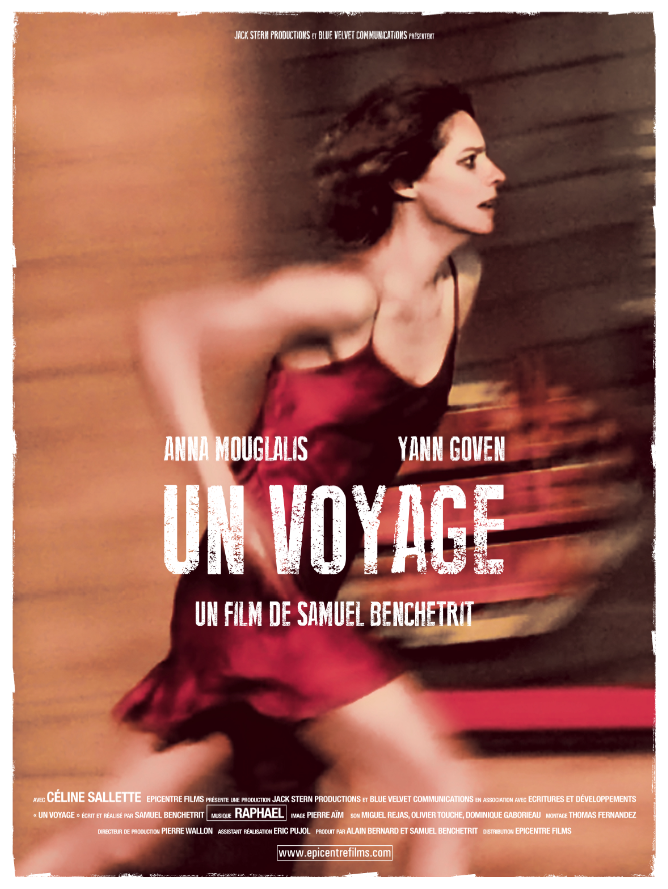 JACK STERN PRODUCTIONS ET BLUE VELVET COMMUNICATIONS PRÉSENTENT
ANNA MOUGLALIS YANN GOVEN
UN VOYAGE
UN FILM DE SAMUEL BENCHETRIT
AVEC CÉLINE SALLETTE EPICENTRE FILMS PRÉSENTE UNE PRODUCTION JACK STERN PRODUCTIONS ET BLUE VELVET COMMUNICATIONS EN ASSOCIATION AVEC ECRITURES ET DÉVELOPPEMENTS
« UN VOYAGE » ÉCRIT ET RÉALISÉ PAR SAMUEL BENCHETRIT MUSIQUE RAPHAEL IMAGE PIERRE AÏM SON MIGUEL REJAS, OLIVIER TOUCHE, DOMINIQUE GABORIEAU MONTAGE THOMAS FERNANDEZ
DIRECTEUR DE PRODUCTION PIERRE WALLON ASSISTANT RÉALISATION ERIC PUJOL PRODUIT PAR ALAIN BERNARD ET SAMUEL BENCHETRIT DISTRIBUTION EPICENTRE FILMS
www.epicentrefilms.com